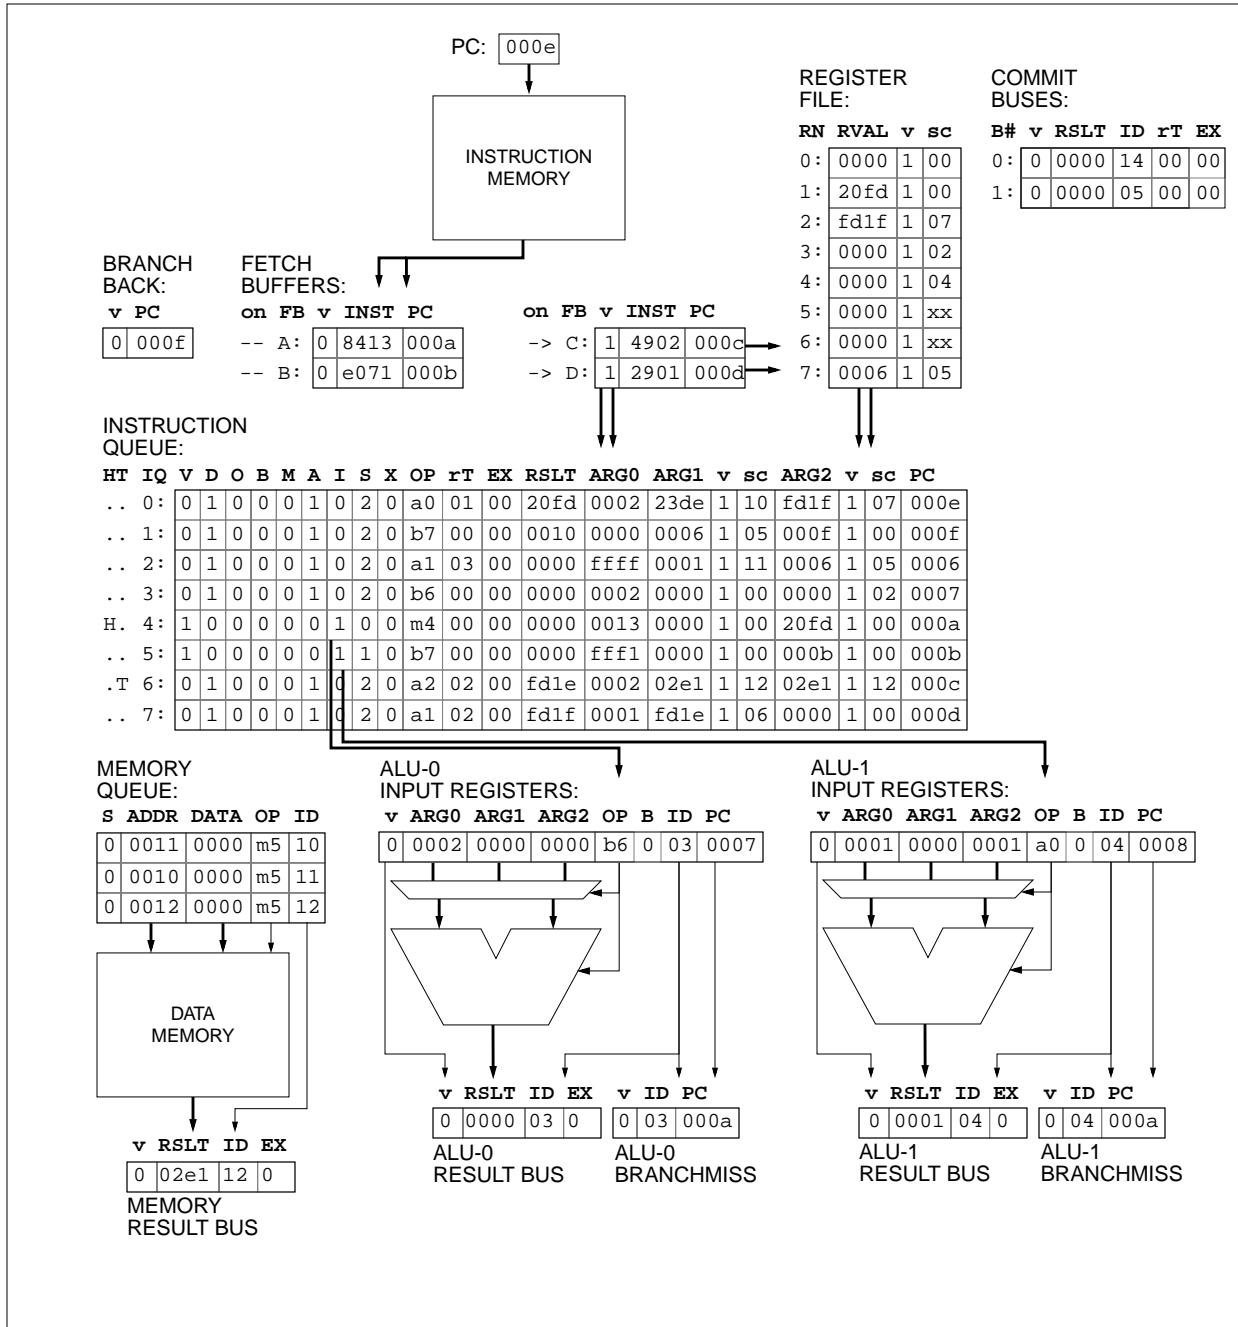 PC: 000e
INSTRUCTION
MEMORY
REGISTER
FILE:
RN RVAL v sc
0: 0000 1 00
1: 20fd 1 00
2: fd1f 1 07
3: 0000 1 02
4: 0000 1 04
5: 0000 1 xx
6: 0000 1 xx
7: 0006 1 05
COMMIT
BUSES:
B# v RSLT ID rT EX
0: 0 0000 14 00 00
1: 0 0000 05 00 00
BRANCH
BACK:
v PC
0 000f
FETCH
BUFFERS:
on FB v INST PC
-- A: 0 8413 000a
-- B: 0 e071 000b
on FB v INST PC
-> C: 1 4902 000c
-> D: 1 2901 000d
INSTRUCTION
QUEUE:
HT IQ V D O B M A I S X OP rT EX RSLT ARG0 ARG1 v sc ARG2 v sc PC
.. 0: 0 1 0 0 0 1 0 2 0 a0 01 00 20fd 0002 23de 1 10 fd1f 1 07 000e
.. 1: 0 1 0 0 0 1 0 2 0 b7 00 00 0010 0000 0006 1 05 000f 1 00 000f
.. 2: 0 1 0 0 0 1 0 2 0 a1 03 00 0000 ffff 0001 1 11 0006 1 05 0006
.. 3: 0 1 0 0 0 1 0 2 0 b6 00 00 0000 0002 0000 1 00 0000 1 02 0007
H. 4: 1 0 0 0 0 0 1 0 0 m4 00 00 0000 0013 0000 1 00 20fd 1 00 000a
.. 5: 1 0 0 0 0 0 1 1 0 b7 00 00 0000 fff1 0000 1 00 000b 1 00 000b
.T 6: 0 1 0 0 0 1 0 2 0 a2 02 00 fd1e 0002 02e1 1 12 02e1 1 12 000c
.. 7: 0 1 0 0 0 1 0 2 0 a1 02 00 fd1f 0001 fd1e 1 06 0000 1 00 000d
MEMORY
QUEUE:
S ADDR DATA OP ID
0 0011 0000 m5 10
0 0010 0000 m5 11
0 0012 0000 m5 12
DATA
MEMORY
v RSLT ID EX
0 02e1 12 0
MEMORY
RESULT BUS
ALU-0
INPUT REGISTERS:
v ARG0 ARG1 ARG2 OP B ID PC
0 0002 0000 0000 b6 0 03 0007
v RSLT ID EX
0 0000 03 0
ALU-0
RESULT BUS
v ID PC
0 03 000a
ALU-0
BRANCHMISS
ALU-1
INPUT REGISTERS:
v ARG0 ARG1 ARG2 OP B ID PC
0 0001 0000 0001 a0 0 04 0008
v RSLT ID EX
0 0001 04 0
ALU-1
RESULT BUS
v ID PC
0 04 000a
ALU-1
BRANCHMISS